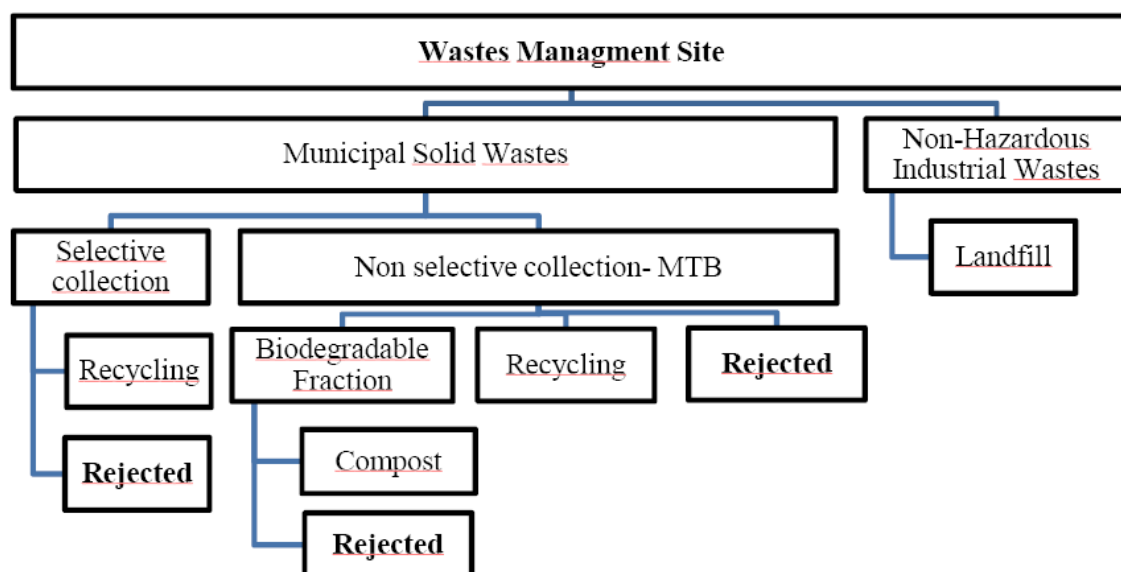 Wastes Managment Site
Municipal Solid Wastes
Non-Hazardous
Industrial Wastes
Selective
collection
Non selective collection- MTB
Landfill
Recycling
Biodegradable
Fraction
Recycling
Rejected
Rejected
Compost
Rejected